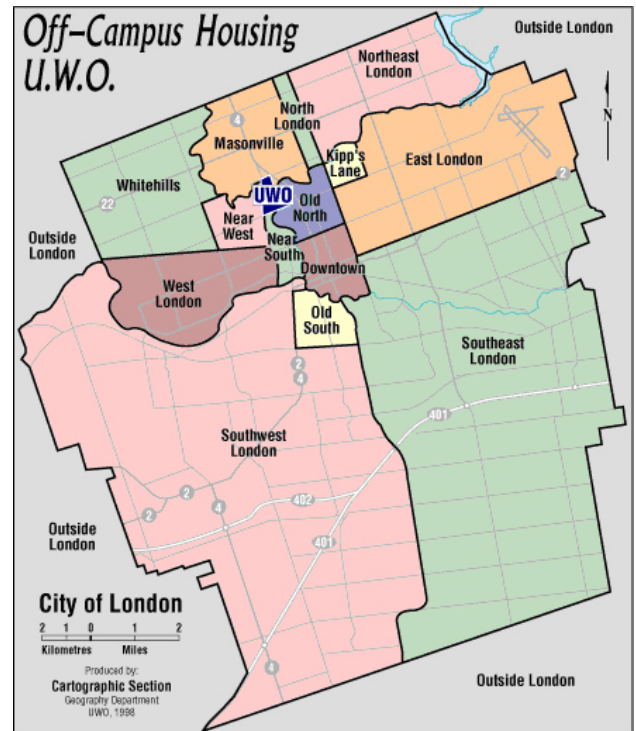 Off-Campus Housing
U.W.O.
Outside London
Northeast
London
North
London
4
Masonville
Kipp's
Lane
East London
N
2
Whitehills
22
UWO
Old
North
Near
West
Near
South
Outside
London
Downtown
West
London
Old
South
Southeast
London
2
4
401
Southwest
London
2
402
2
4
401
Outside
London
City of London
2 1 0 1 2
Kilometres Miles
4
Produced by:
Cartographic Section
Geography Department
UWO, 1998
Outside London